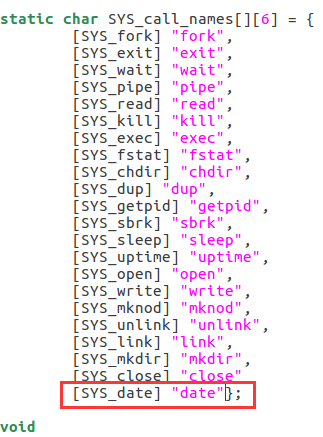 static char SYS_call_names[][6] = {
[SYS_fork] "fork",
[SYS_exit] "exit",
[SYS_wait] "wait",
[SYS_pipe] "pipe",
[SYS_read] "read",
[SYS_kill] "kill",
[SYS_exec] "exec",
[SYS_fstat] "fstat",
[SYS_chdir] "chdir",
[SYS_dup] "dup",
[SYS_getpid] "getpid",
[SYS_sbrk] "sbrk",
[SYS_sleep] "sleep",
[SYS_uptime] "uptime",
[SYS_open] "open",
[SYS_write] "write",
[SYS_mknod] "mknod",
[SYS_unlink] "unlink",
[SYS_link] "link",
[SYS_mkdir] "mkdir",
[SYS_close] "close"
[SYS_date] "date"};
void